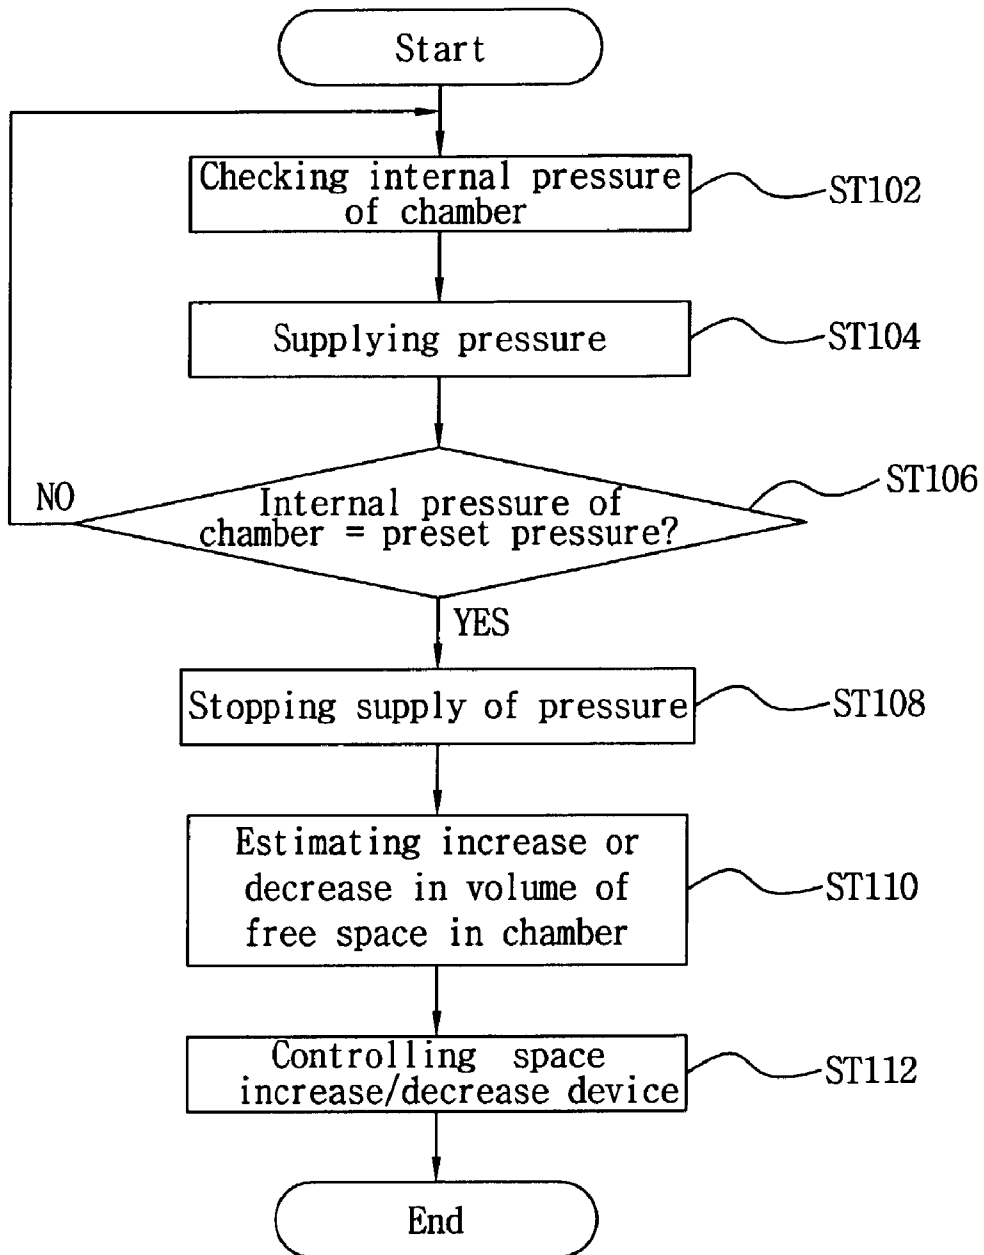 Start
Checking internal pressure
of chamber
ST102
Supplying pressure
ST104
NO
Internal pressure of
chamber = preset pressure?
ST106
YES
Stopping supply of pressure
ST108
Estimating increase or
decrease in volume of
free space in chamber
ST110
Controlling space
increase/decrease device
ST112
End